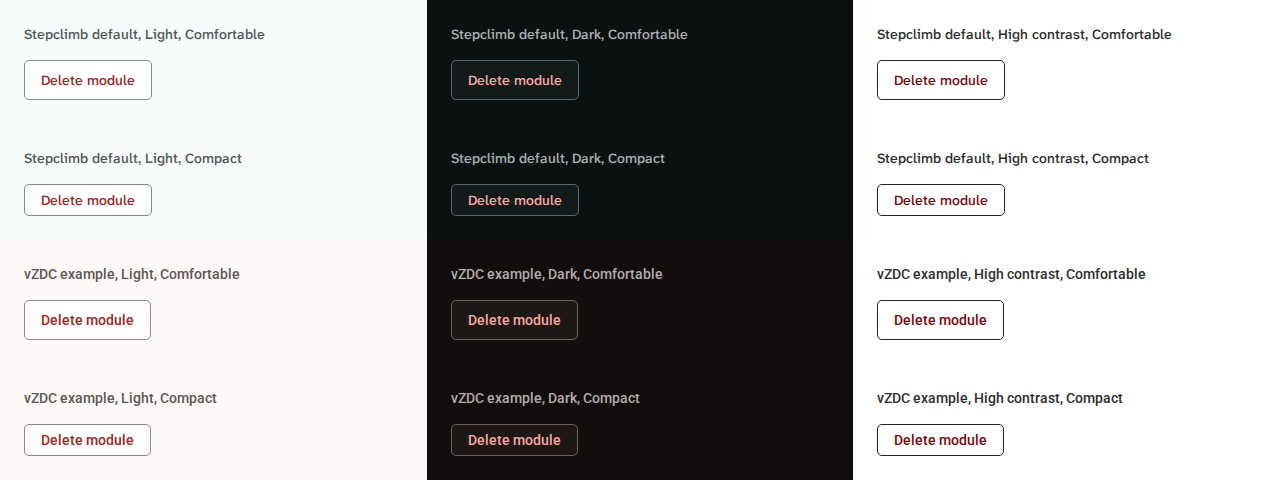 Stepclimb default, Light, Comfortable
Delete module
Stepclimb default, Light, Compact
Delete module
vZDC example, Light, Comfortable
Delete module
vZDC example, Light, Compact
Delete module
Stepclimb default, Dark, Comfortable
Delete module
Stepclimb default, Dark, Compact
Delete module
vZDC example, Dark, Comfortable
Delete module
vZDC example, Dark, Compact
Delete module
Stepclimb default, High contrast, Comfortable
Delete module
Stepclimb default, High contrast, Compact
Delete module
vZDC example, High contrast, Comfortable
Delete module
vZDC example, High contrast, Compact
Delete module